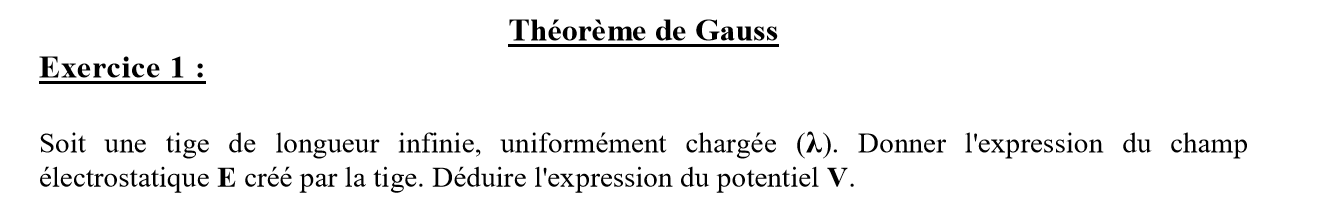 Théorème de Gauss
Exercice 1 :
Soit une tige de longueur infinie, uniformément chargée (λ). Donner l'expression du champ
électrostatique E créé par la tige. Déduire l'expression du potentiel V.